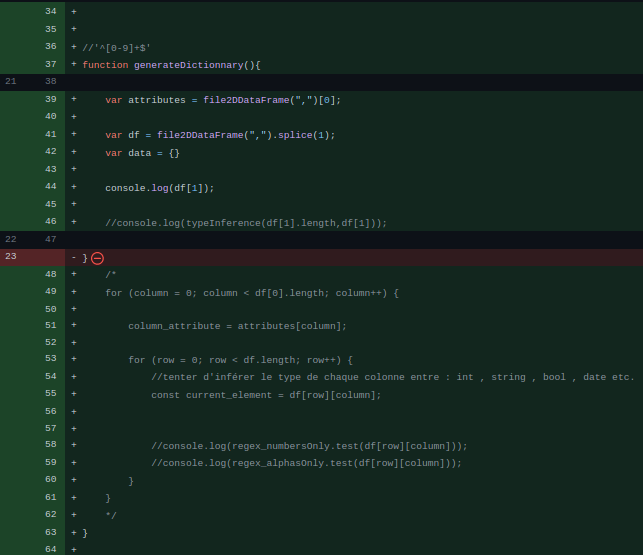 34 +
35 +
36 + //'^[0-9]+$'
37 + function generateDictionnary(){
21 38
39 + var attributes = file2DDataFrame(",")[0];
40 +
41 + var df = file2DDataFrame(",").splice(1);
42 + var data = {}
43 +
44 + console.log(df[1]);
45 +
46 + //console.log(typeInference(df[1].length,df[1]));
22 47
23 - }
48 + /*
49 + for (column = 0; column < df[0].length; column++) {
50 +
51 + column_attribute = attributes[column];
52 +
53 + for (row = 0; row < df.length; row++) {
54 + //tenter d'inférer le type de chaque colonne entre : int , string , bool , date etc.
55 + const current_element = df[row][column];
56 +
57 +
58 + //console.log(regex_numbersOnly.test(df[row][column]));
59 + //console.log(regex_alphasOnly.test(df[row][column]));
60 + }
61 + }
62 + */
63 + }
64 +